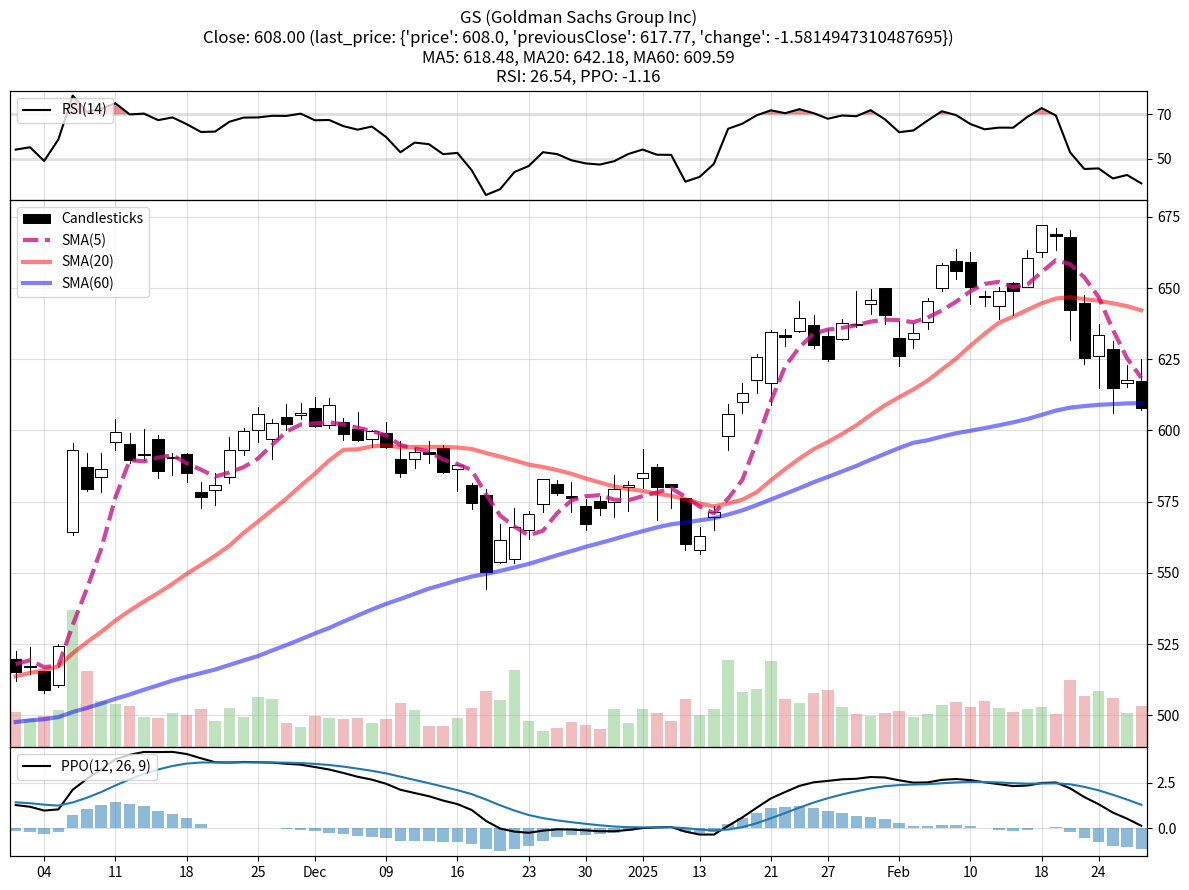 GS (Goldman Sachs Group Inc)
Close: 608.00 (last_price: {'price': 608.0, 'previousClose': 617.77, 'change': -1.5814947310487695})
MA5: 618.48, MA20: 642.18, MA60: 609.59
RSI: 26.54, PPO: -1.16
RSI(14)
70
50
Candlesticks
SMA(5)
SMA(20)
SMA(60)
675
650
625
600
575
550
525
500
PPO(12, 26, 9)
2.5
0.0
04 11 18 25 Dec 09 16 23 30 2025 13 21 27 Feb 10 18 24